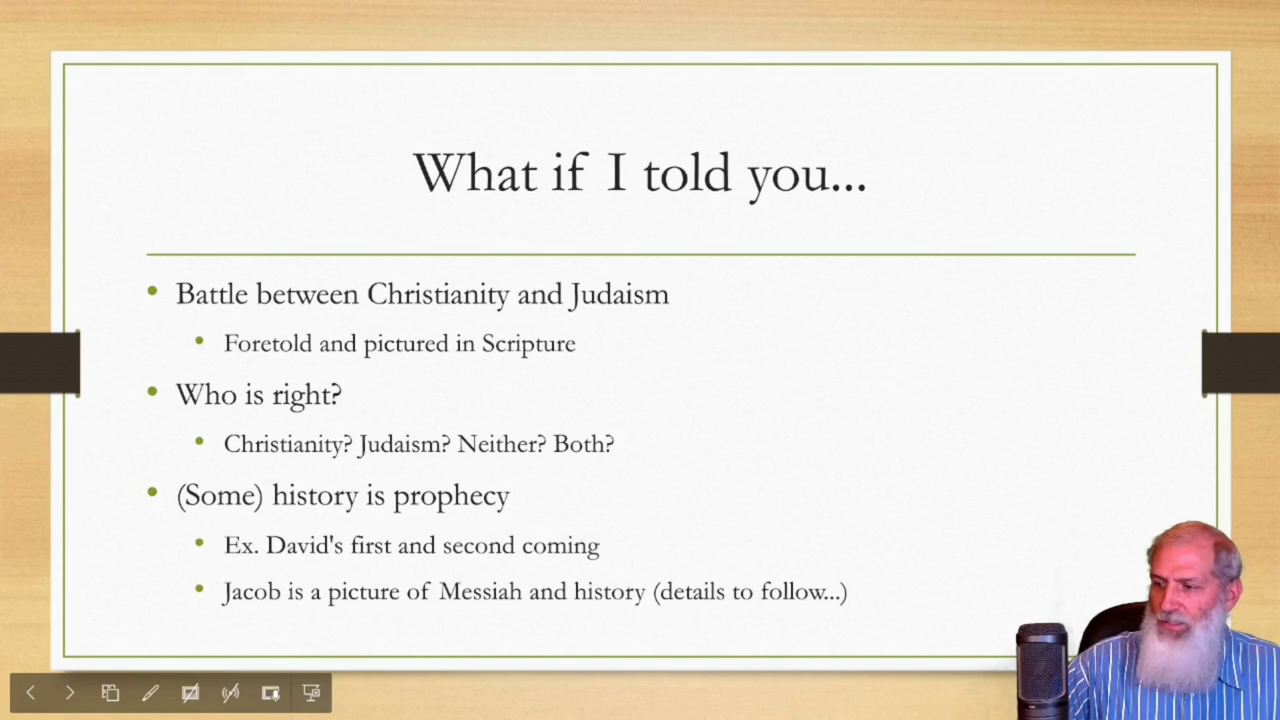 What if I told you...
Battle between Christianity and Judaism
Foretold and pictured in Scripture
Who is right?
Christianity? Judaism? Neither? Both?
(Some) history is prophecy
Ex. David's first and second coming
Jacob is a picture of Messiah and history (details to follow...)